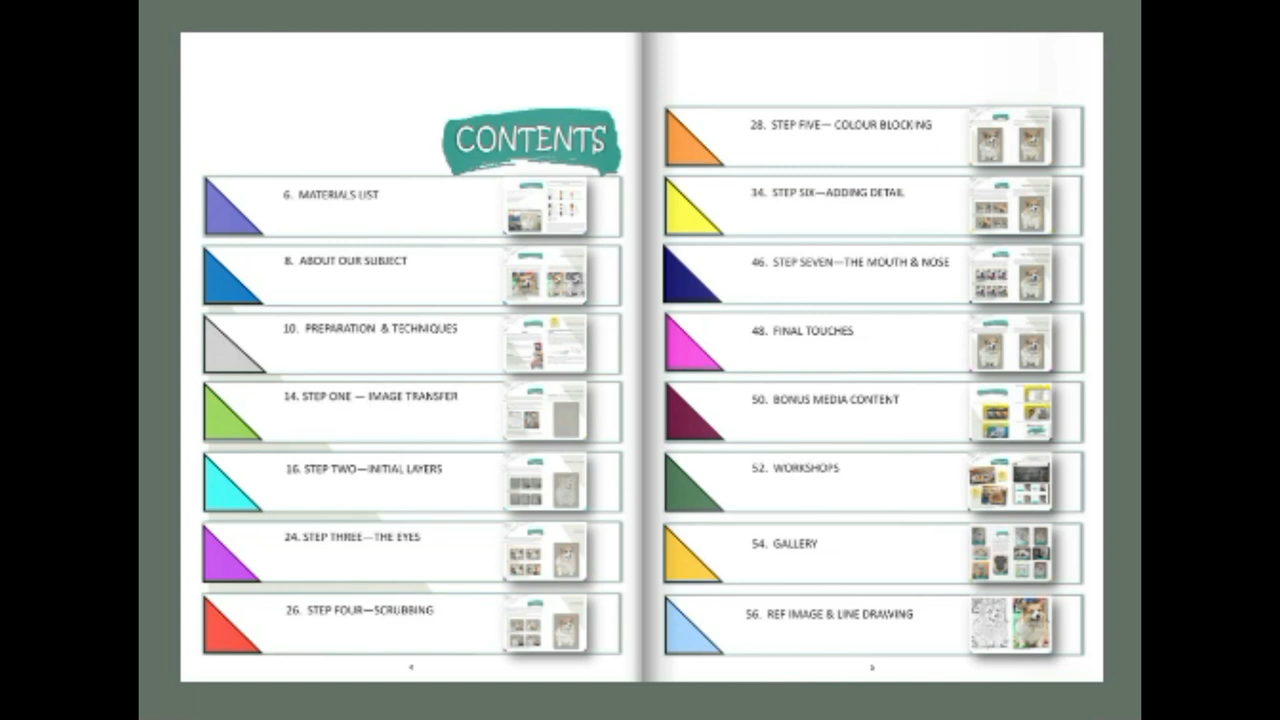 CONTENTS
6. MATERIALS LIST
8. ABOUT OUR SUBJECT
10. PREPARATION & TECHNIQUES
14. STEP ONE — IMAGE TRANSFER
16. STEP TWO—INITIAL LAYERS
24. STEP THREE—THE EYES
26. STEP FOUR—SCRUBBING
4
28. STEP FIVE— COLOUR BLOCKING
34. STEP SIX—ADDING DETAIL
46. STEP SEVEN—THE MOUTH & NOSE
48. FINAL TOUCHES
50. BONUS MEDIA CONTENT
52. WORKSHOPS
54. GALLERY
56. REF IMAGE & LINE DRAWING
5